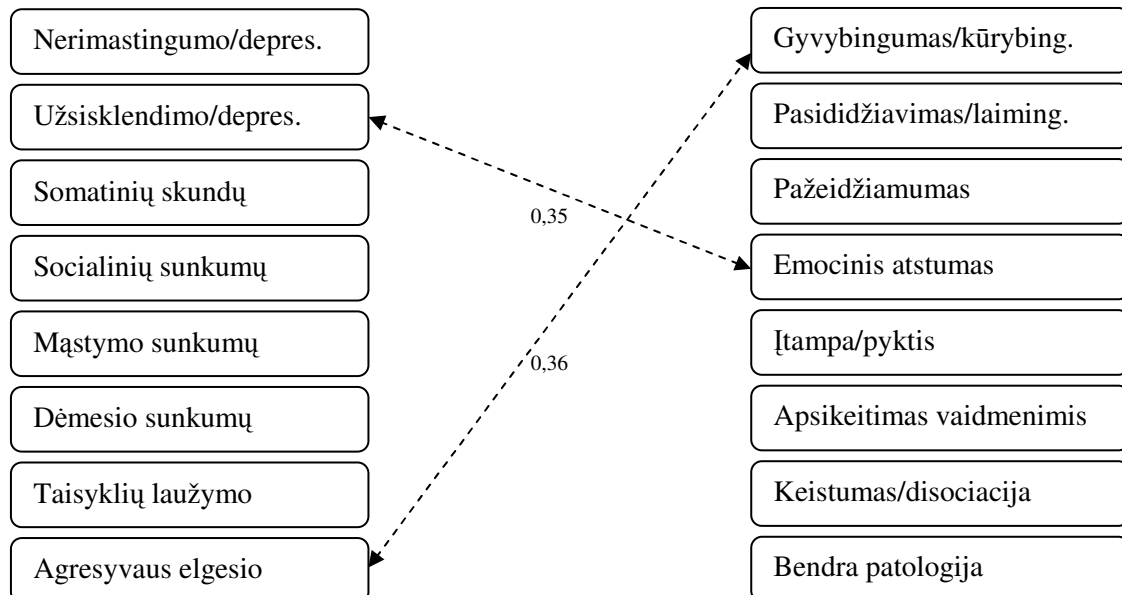 Nerimastingumo/depres.
Užsisklendimo/depres.
Somatinių skundų
Socialinių sunkumų
Mąstymo sunkumų
Dėmesio sunkumų
Taisyklių laužymo
Agresyvaus elgesio
0,35
0,36
Gyvybingumas/kūrybing.
Pasididžiavimas/laiming.
Pažeidžiamumas
Emocinis atstumas
Įtampa/pyktis
Apsikeitimas vaidmenimis
Keistumas/disociacija
Bendra patologija